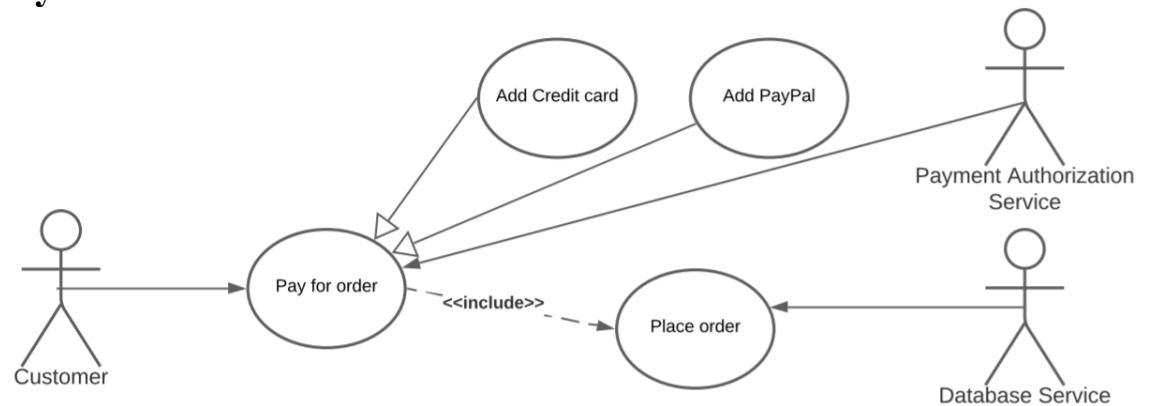 Add Credit card
Add PayPal
Payment Authorization
Service
Pay for order
<<include>>
Place order
Customer
Database Service